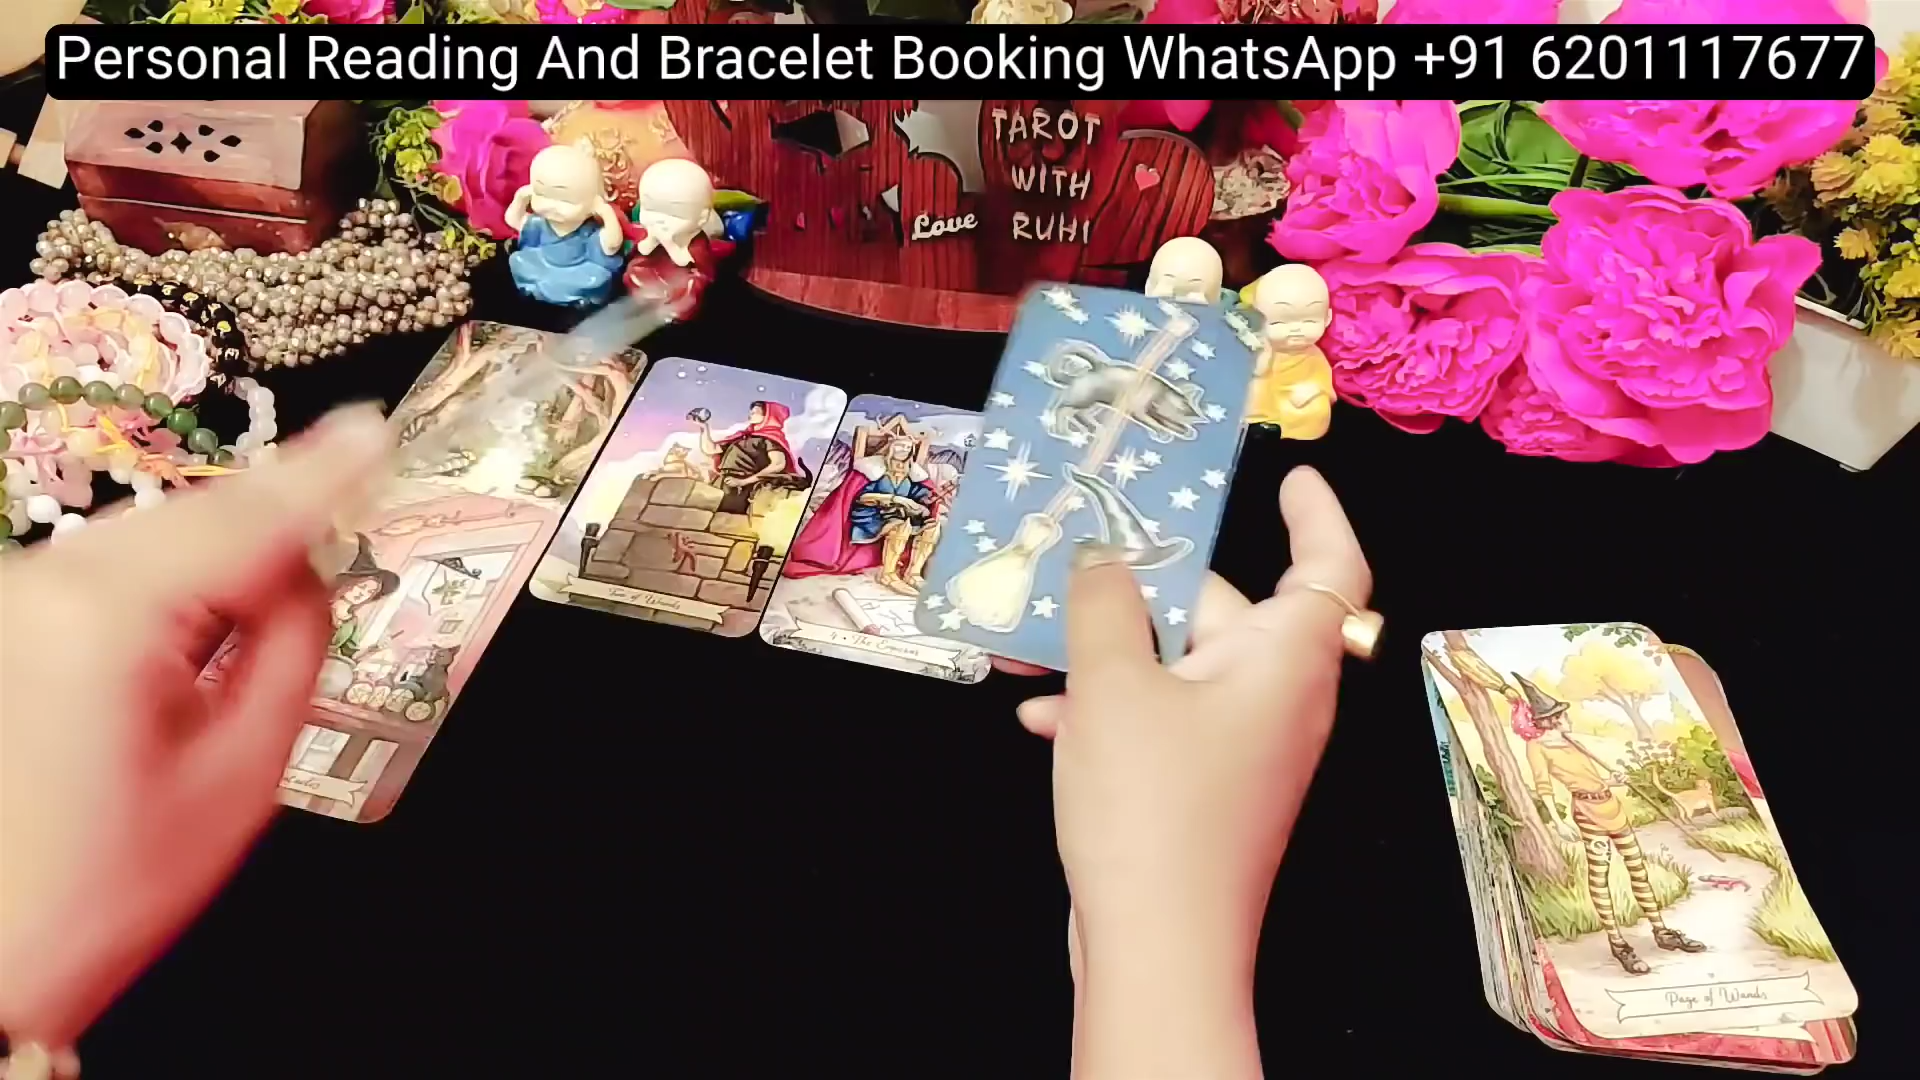 Personal Reading And Bracelet Booking WhatsApp +91 6201117677
TAROT
WITH
RUHI
Love
Two of Wands
4 • The Emperor
Page of Wands